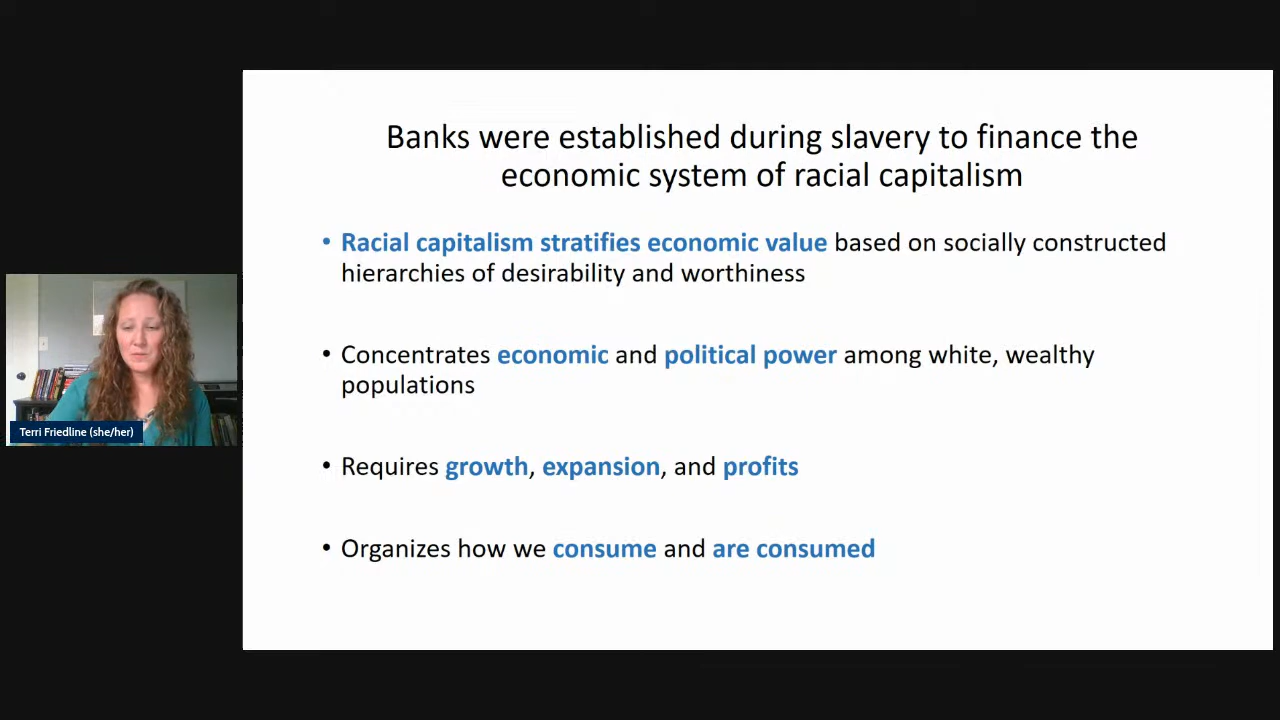 Banks were established during slavery to finance the
economic system of racial capitalism
• Racial capitalism stratifies economic value based on socially constructed
hierarchies of desirability and worthiness
• Concentrates economic and political power among white, wealthy
populations
• Requires growth, expansion, and profits
• Organizes how we consume and are consumed
Terri Friedline (she/her)